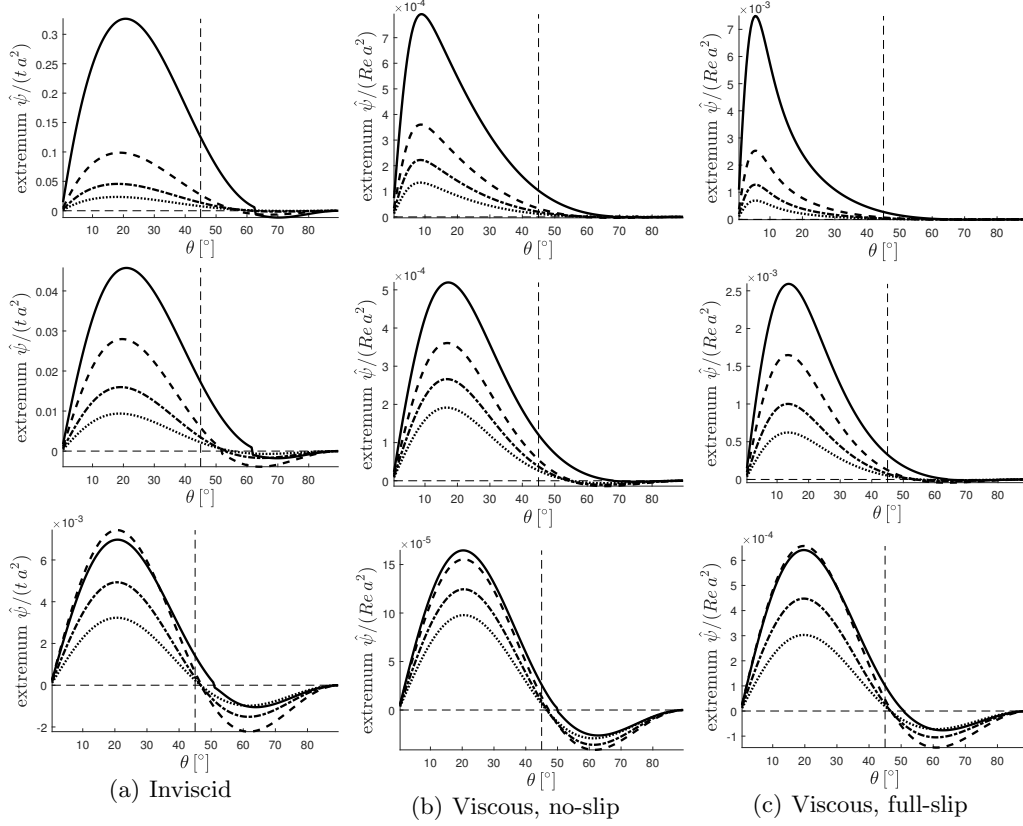 extremum ψ̂/(t a²)
0.3
0.25
0.2
0.15
0.1
0.05
0
10 20 30 40 50 60 70 80
θ [°]
×10⁻⁴
extremum ψ̂/(Re a²)
7
6
5
4
3
2
1
0
10 20 30 40 50 60 70 80
θ [°]
×10⁻³
extremum ψ̂/(Re a²)
7
6
5
4
3
2
1
0
10 20 30 40 50 60 70 80
θ [°]
extremum ψ̂/(t a²)
0.04
0.03
0.02
0.01
0
10 20 30 40 50 60 70 80
θ [°]
×10⁻⁴
extremum ψ̂/(Re a²)
5
4
3
2
1
0
10 20 30 40 50 60 70 80
θ [°]
×10⁻³
extremum ψ̂/(Re a²)
2.5
2
1.5
1
0.5
0
10 20 30 40 50 60 70 80
θ [°]
×10⁻³
extremum ψ̂/(t a²)
6
4
2
0
-2
10 20 30 40 50 60 70 80
θ [°]
×10⁻⁵
extremum ψ̂/(Re a²)
15
10
5
0
10 20 30 40 50 60 70 80
θ [°]
×10⁻⁴
extremum ψ̂/(Re a²)
6
5
4
3
2
1
0
-1
10 20 30 40 50 60 70 80
θ [°]
(a) Inviscid
(b) Viscous, no-slip
(c) Viscous, full-slip